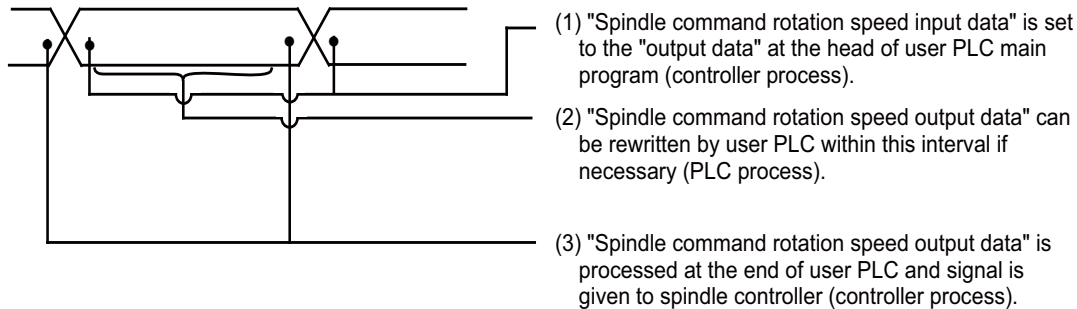 (1) "Spindle command rotation speed input data" is set
to the "output data" at the head of user PLC main
program (controller process).
(2) "Spindle command rotation speed output data" can
be rewritten by user PLC within this interval if
necessary (PLC process).
(3) "Spindle command rotation speed output data" is
processed at the end of user PLC and signal is
given to spindle controller (controller process).